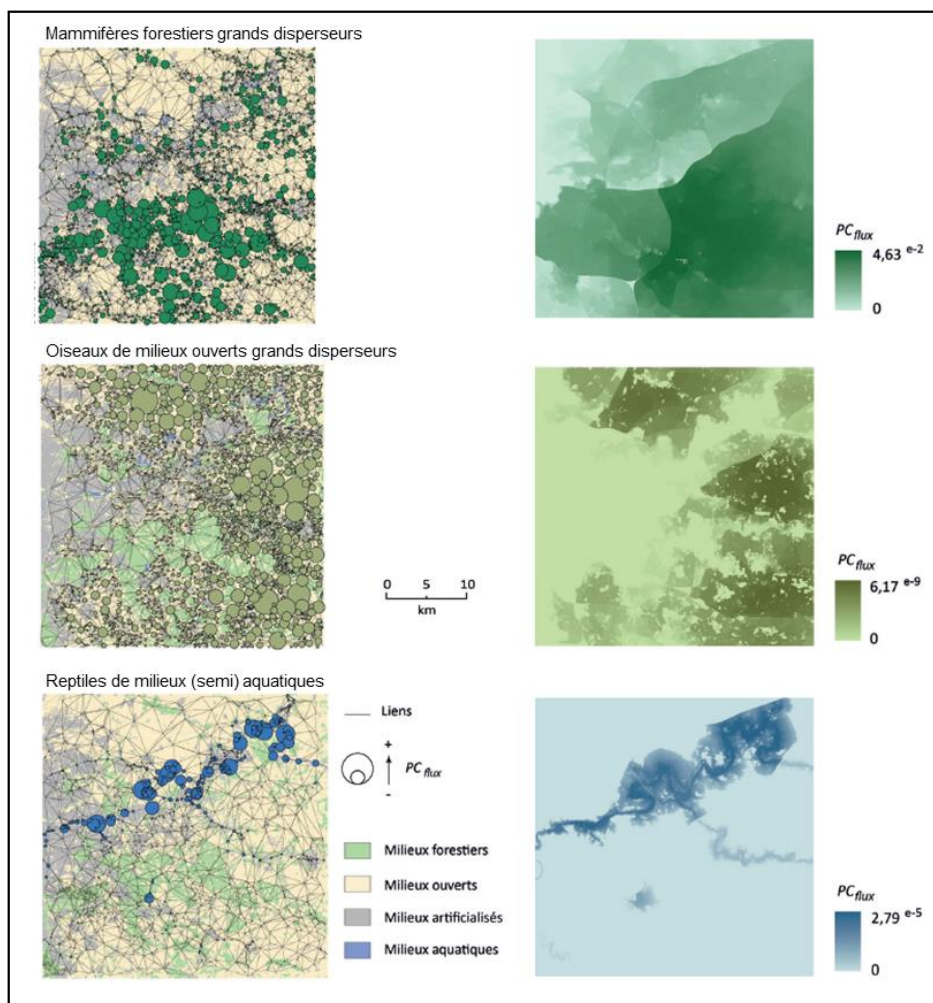 Mammifères forestiers grands disperseurs
PCflux
4,63 e-2
0
Oiseaux de milieux ouverts grands disperseurs
0 5 10
km
PCflux
6,17 e-9
0
Reptiles de milieux (semi) aquatiques
Liens
+
PCflux
-
Milieux forestiers
Milieux ouverts
Milieux artificialisés
Milieux aquatiques
PCflux
2,79 e-5
0